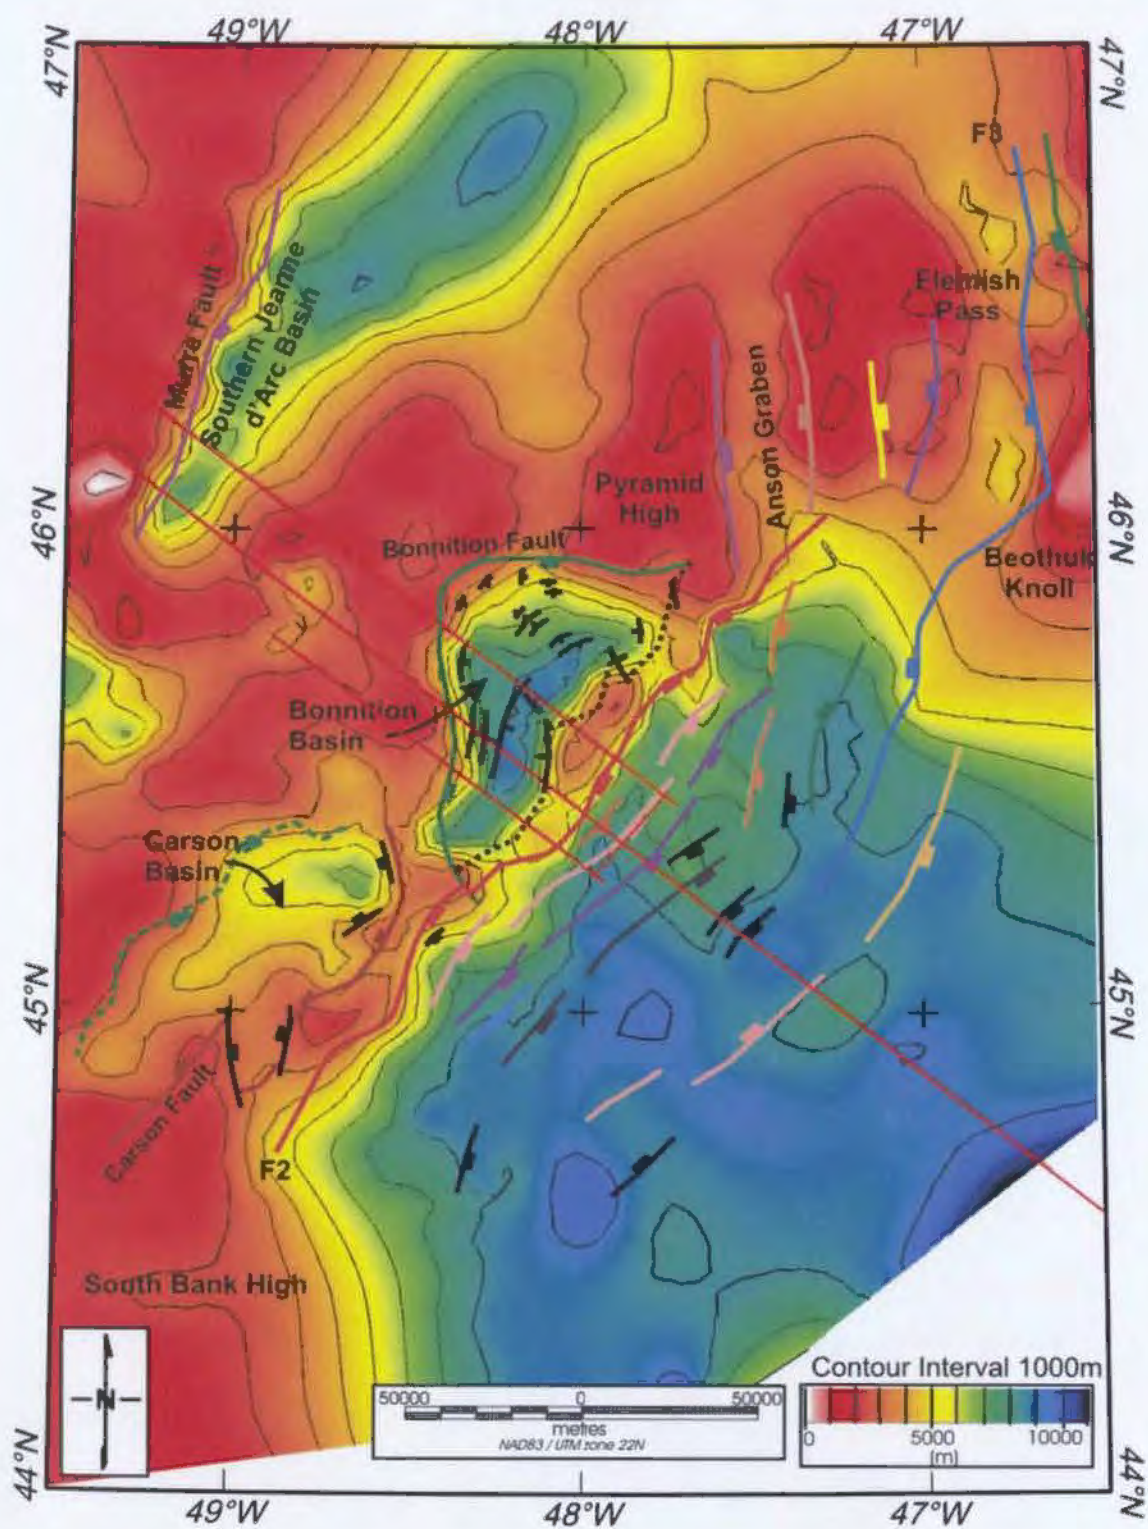 49°W
48°W
47°W
47°N
47°N
F3
Flemish
Pass
Murre Fault
Southern Jeanne
d'Arc Basin
Anson Graben
Pyramid
High
46°N
46°N
Bonnition Fault
Beothuk
Knoll
Bonnition
Basin
Carson
Basin
45°N
45°N
Carson Fault
F2
South Bank High
N
50000
0
50000
metres
NAD83 / UTM zone 22N
Contour Interval 1000m
0
5000
10000
(m)
44°N
44°N
49°W
48°W
47°W